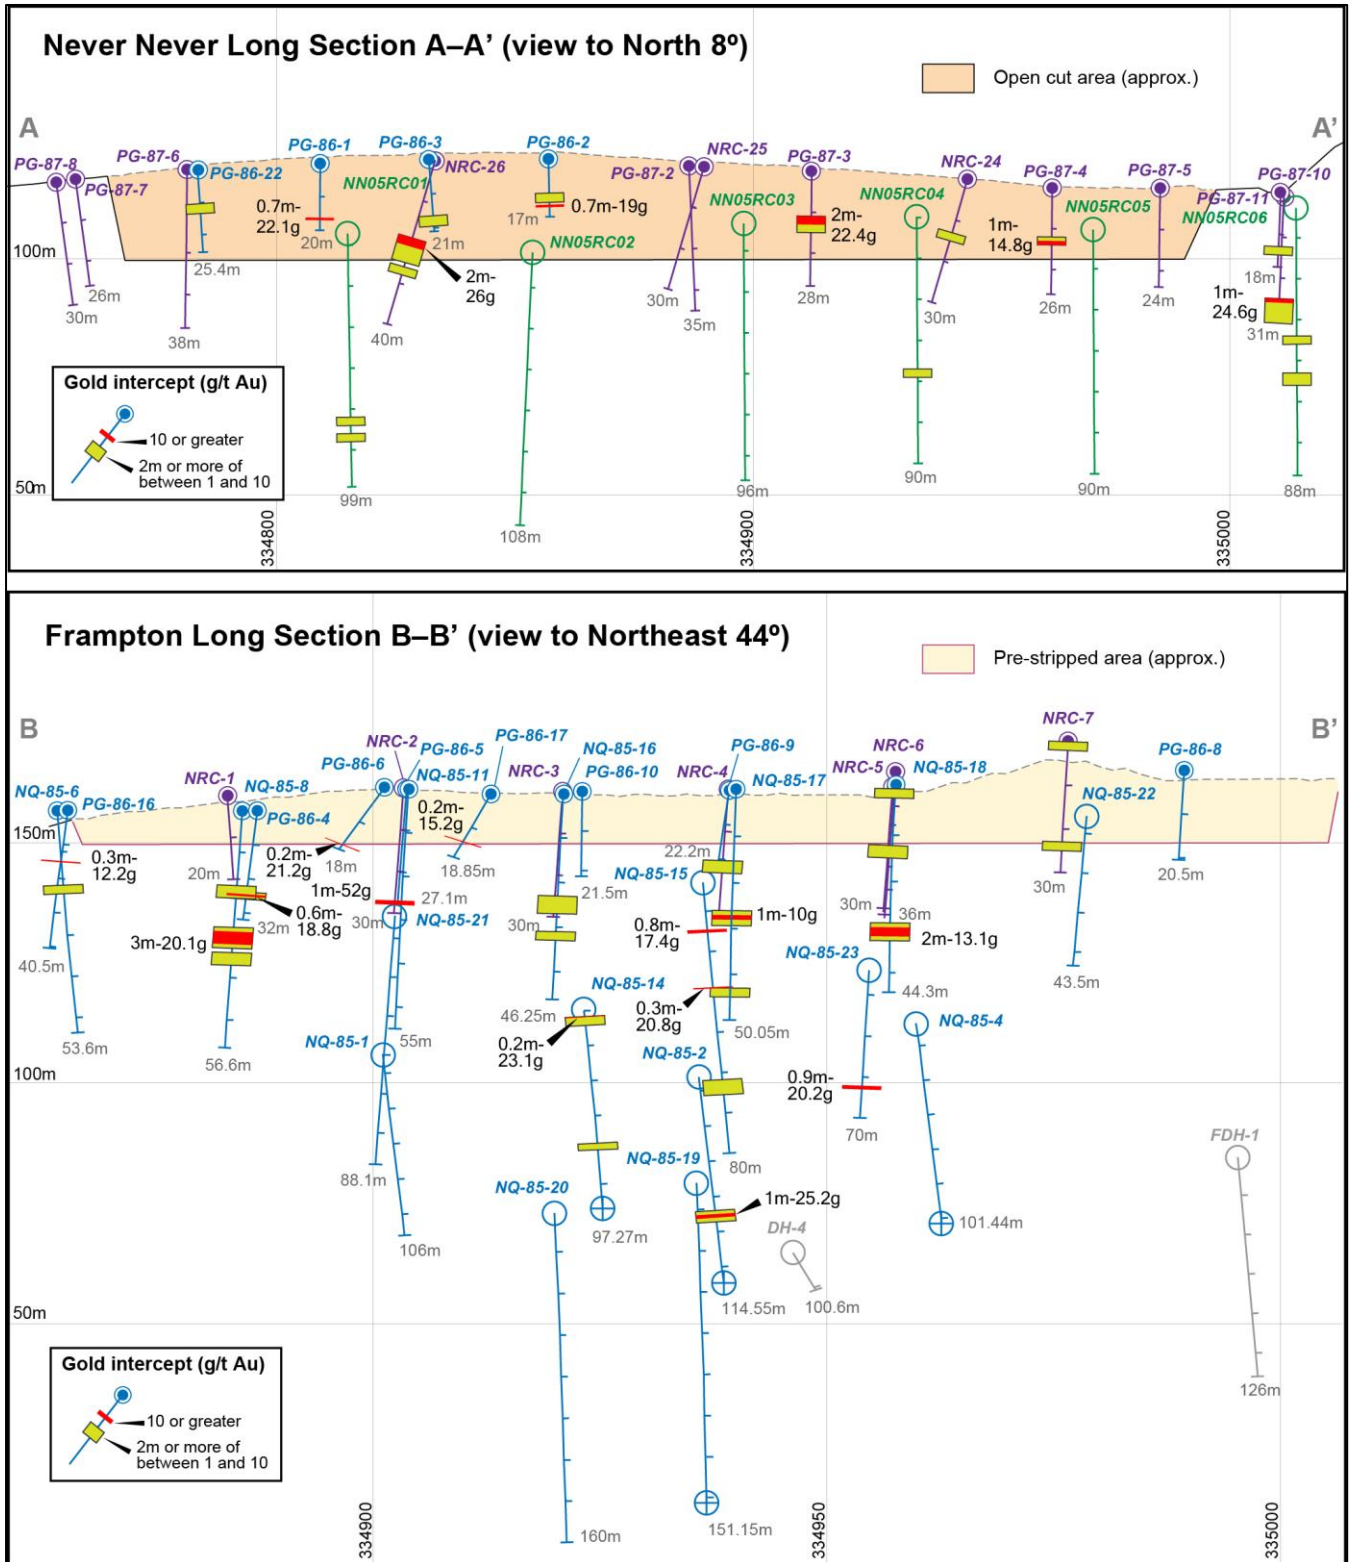 Never Never Long Section A–A’ (view to North 8º)
Open cut area (approx.)
A
A’
PG-87-8
PG-87-7
PG-87-6
PG-86-22
PG-86-1
NN05RC01
PG-86-3
NRC-26
PG-86-2
NN05RC02
PG-87-2
NRC-25
NN05RC03
PG-87-3
NN05RC04
NRC-24
PG-87-4
NN05RC05
PG-87-5
PG-87-10
PG-87-11
NN05RC06
0.7m-
22.1g
20m
21m
17m
0.7m-19g
2m-
22.4g
1m-
14.8g
2m-
26g
1m-
24.6g
100m
25.4m
26m
30m
38m
40m
30m
35m
28m
30m
26m
24m
18m
31m
Gold intercept (g/t Au)
10 or greater
2m or more of
between 1 and 10
50m
99m
108m
96m
90m
90m
88m
334800
334900
335000
Frampton Long Section B–B’ (view to Northeast 44º)
Pre-stripped area (approx.)
B
B’
NQ-85-6
PG-86-16
NRC-1
NQ-85-8
PG-86-4
PG-86-6
NRC-2
PG-86-5
NQ-85-11
PG-86-17
NRC-3
NQ-85-16
PG-86-10
NRC-4
PG-86-9
NQ-85-17
NRC-6
NRC-5
NQ-85-18
NRC-7
NQ-85-22
PG-86-8
150m
0.3m-
12.2g
20m
0.2m-
21.2g
18m
0.2m-
15.2g
18.85m
1m-52g
27.1m
30m
NQ-85-21
0.6m-
18.8g
32m
3m-20.1g
40.5m
53.6m
56.6m
21.5m
30m
46.25m
22.2m
NQ-85-15
0.8m-
17.4g
1m-10g
0.3m-
20.8g
50.05m
30m
36m
2m-13.1g
NQ-85-23
44.3m
30m
43.5m
20.5m
NQ-85-14
0.2m-
23.1g
NQ-85-1
55m
NQ-85-2
NQ-85-4
100m
0.9m-
20.2g
70m
88.1m
106m
80m
NQ-85-19
NQ-85-20
97.27m
1m-25.2g
DH-4
100.6m
101.44m
FDH-1
126m
114.55m
50m
Gold intercept (g/t Au)
10 or greater
2m or more of
between 1 and 10
160m
151.15m
334900
334950
335000